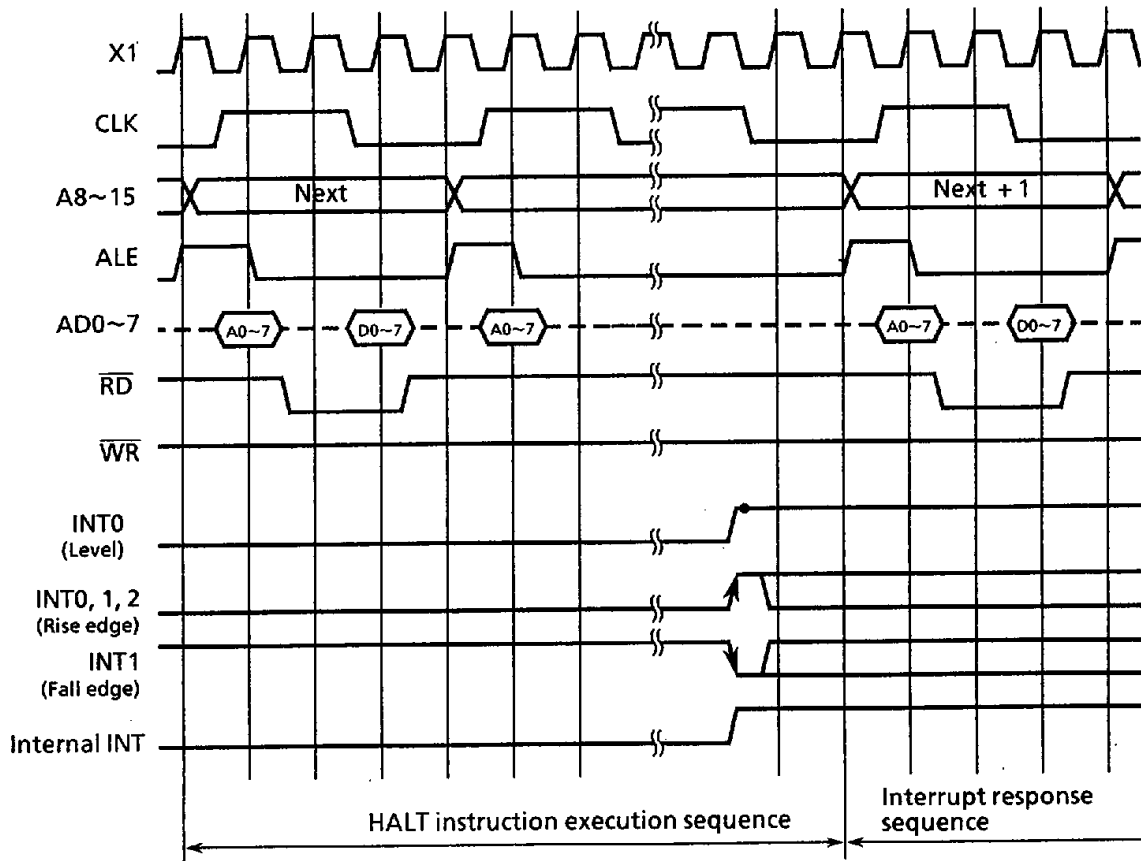 X1
CLK
A8~15
Next
Next + 1
ALE
AD0~7
A0~7
D0~7
A0~7
A0~7
D0~7
RD
WR
INT0
(Level)
INT0, 1, 2
(Rise edge)
INT1
(Fall edge)
Internal INT
HALT instruction execution sequence
Interrupt response
sequence